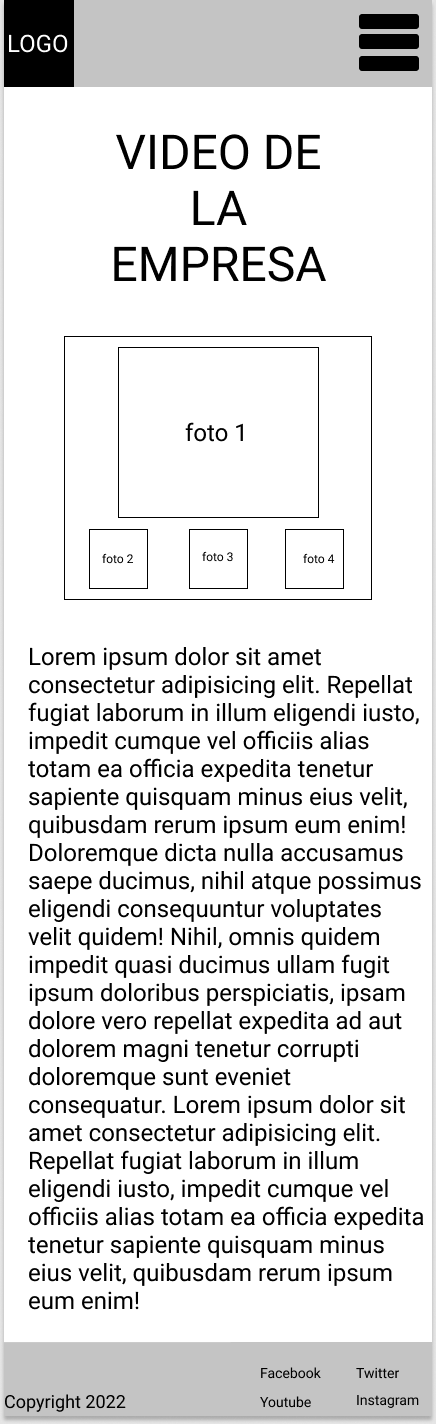 LOGO
VIDEO DE
LA
EMPRESA
foto 1
foto 2
foto 3
foto 4
Lorem ipsum dolor sit amet
consectetur adipisicing elit. Repellat
fugiat laborum in illum eligendi iusto,
impedit cumque vel officiis alias
totam ea officia expedita tenetur
sapiente quisquam minus eius velit,
quibusdam rerum ipsum eum enim!
Doloremque dicta nulla accusamus
saepe ducimus, nihil atque possimus
eligendi consequuntur voluptates
velit quidem! Nihil, omnis quidem
impedit quasi ducimus ullam fugit
ipsum doloribus perspiciatis, ipsam
dolore vero repellat expedita ad aut
dolorem magni tenetur corrupti
doloremque sunt eveniet
consequatur. Lorem ipsum dolor sit
amet consectetur adipisicing elit.
Repellat fugiat laborum in illum
eligendi iusto, impedit cumque vel
officiis alias totam ea officia expedita
tenetur sapiente quisquam minus
eius velit, quibusdam rerum ipsum
eum enim!
Facebook
Twitter
Copyright 2022
Youtube
Instagram